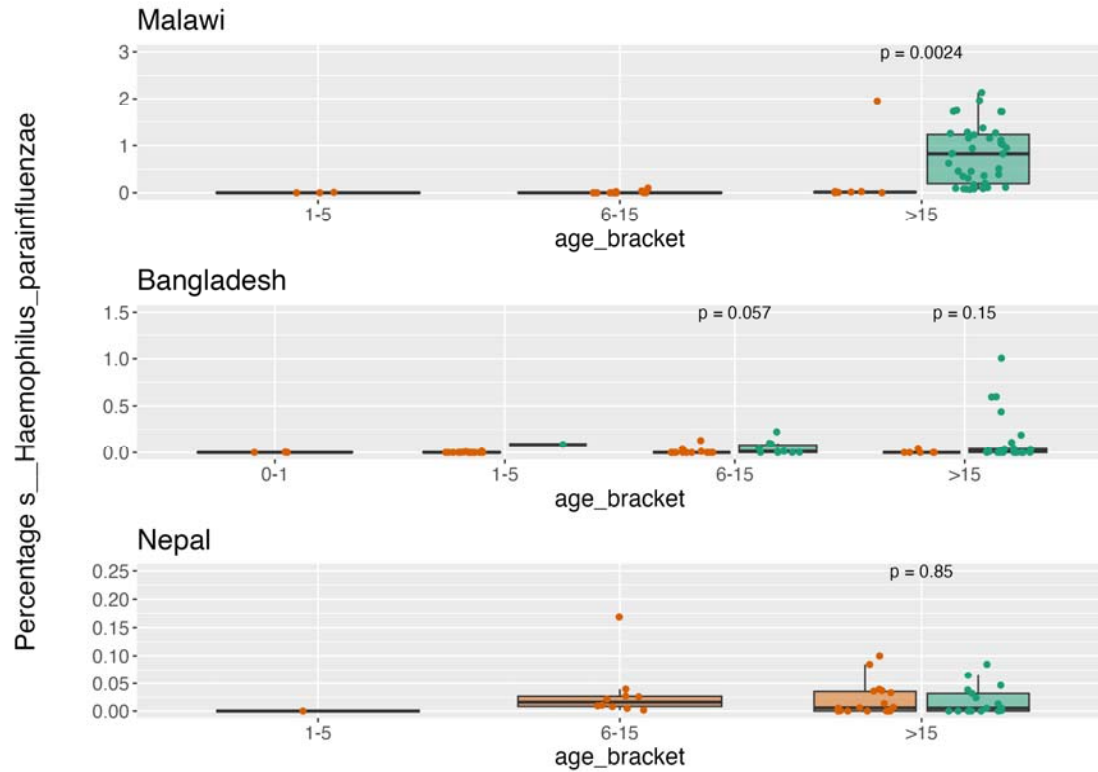 Percentage s__Haemophilus_parainfluenzae
Malawi
3
2
1
0
p = 0.0024
1-5
6-15
>15
age_bracket
Bangladesh
1.5
1.0
0.5
0.0
p = 0.057
p = 0.15
0-1
1-5
6-15
>15
age_bracket
Nepal
0.25
0.20
0.15
0.10
0.05
0.00
p = 0.85
1-5
6-15
>15
age_bracket